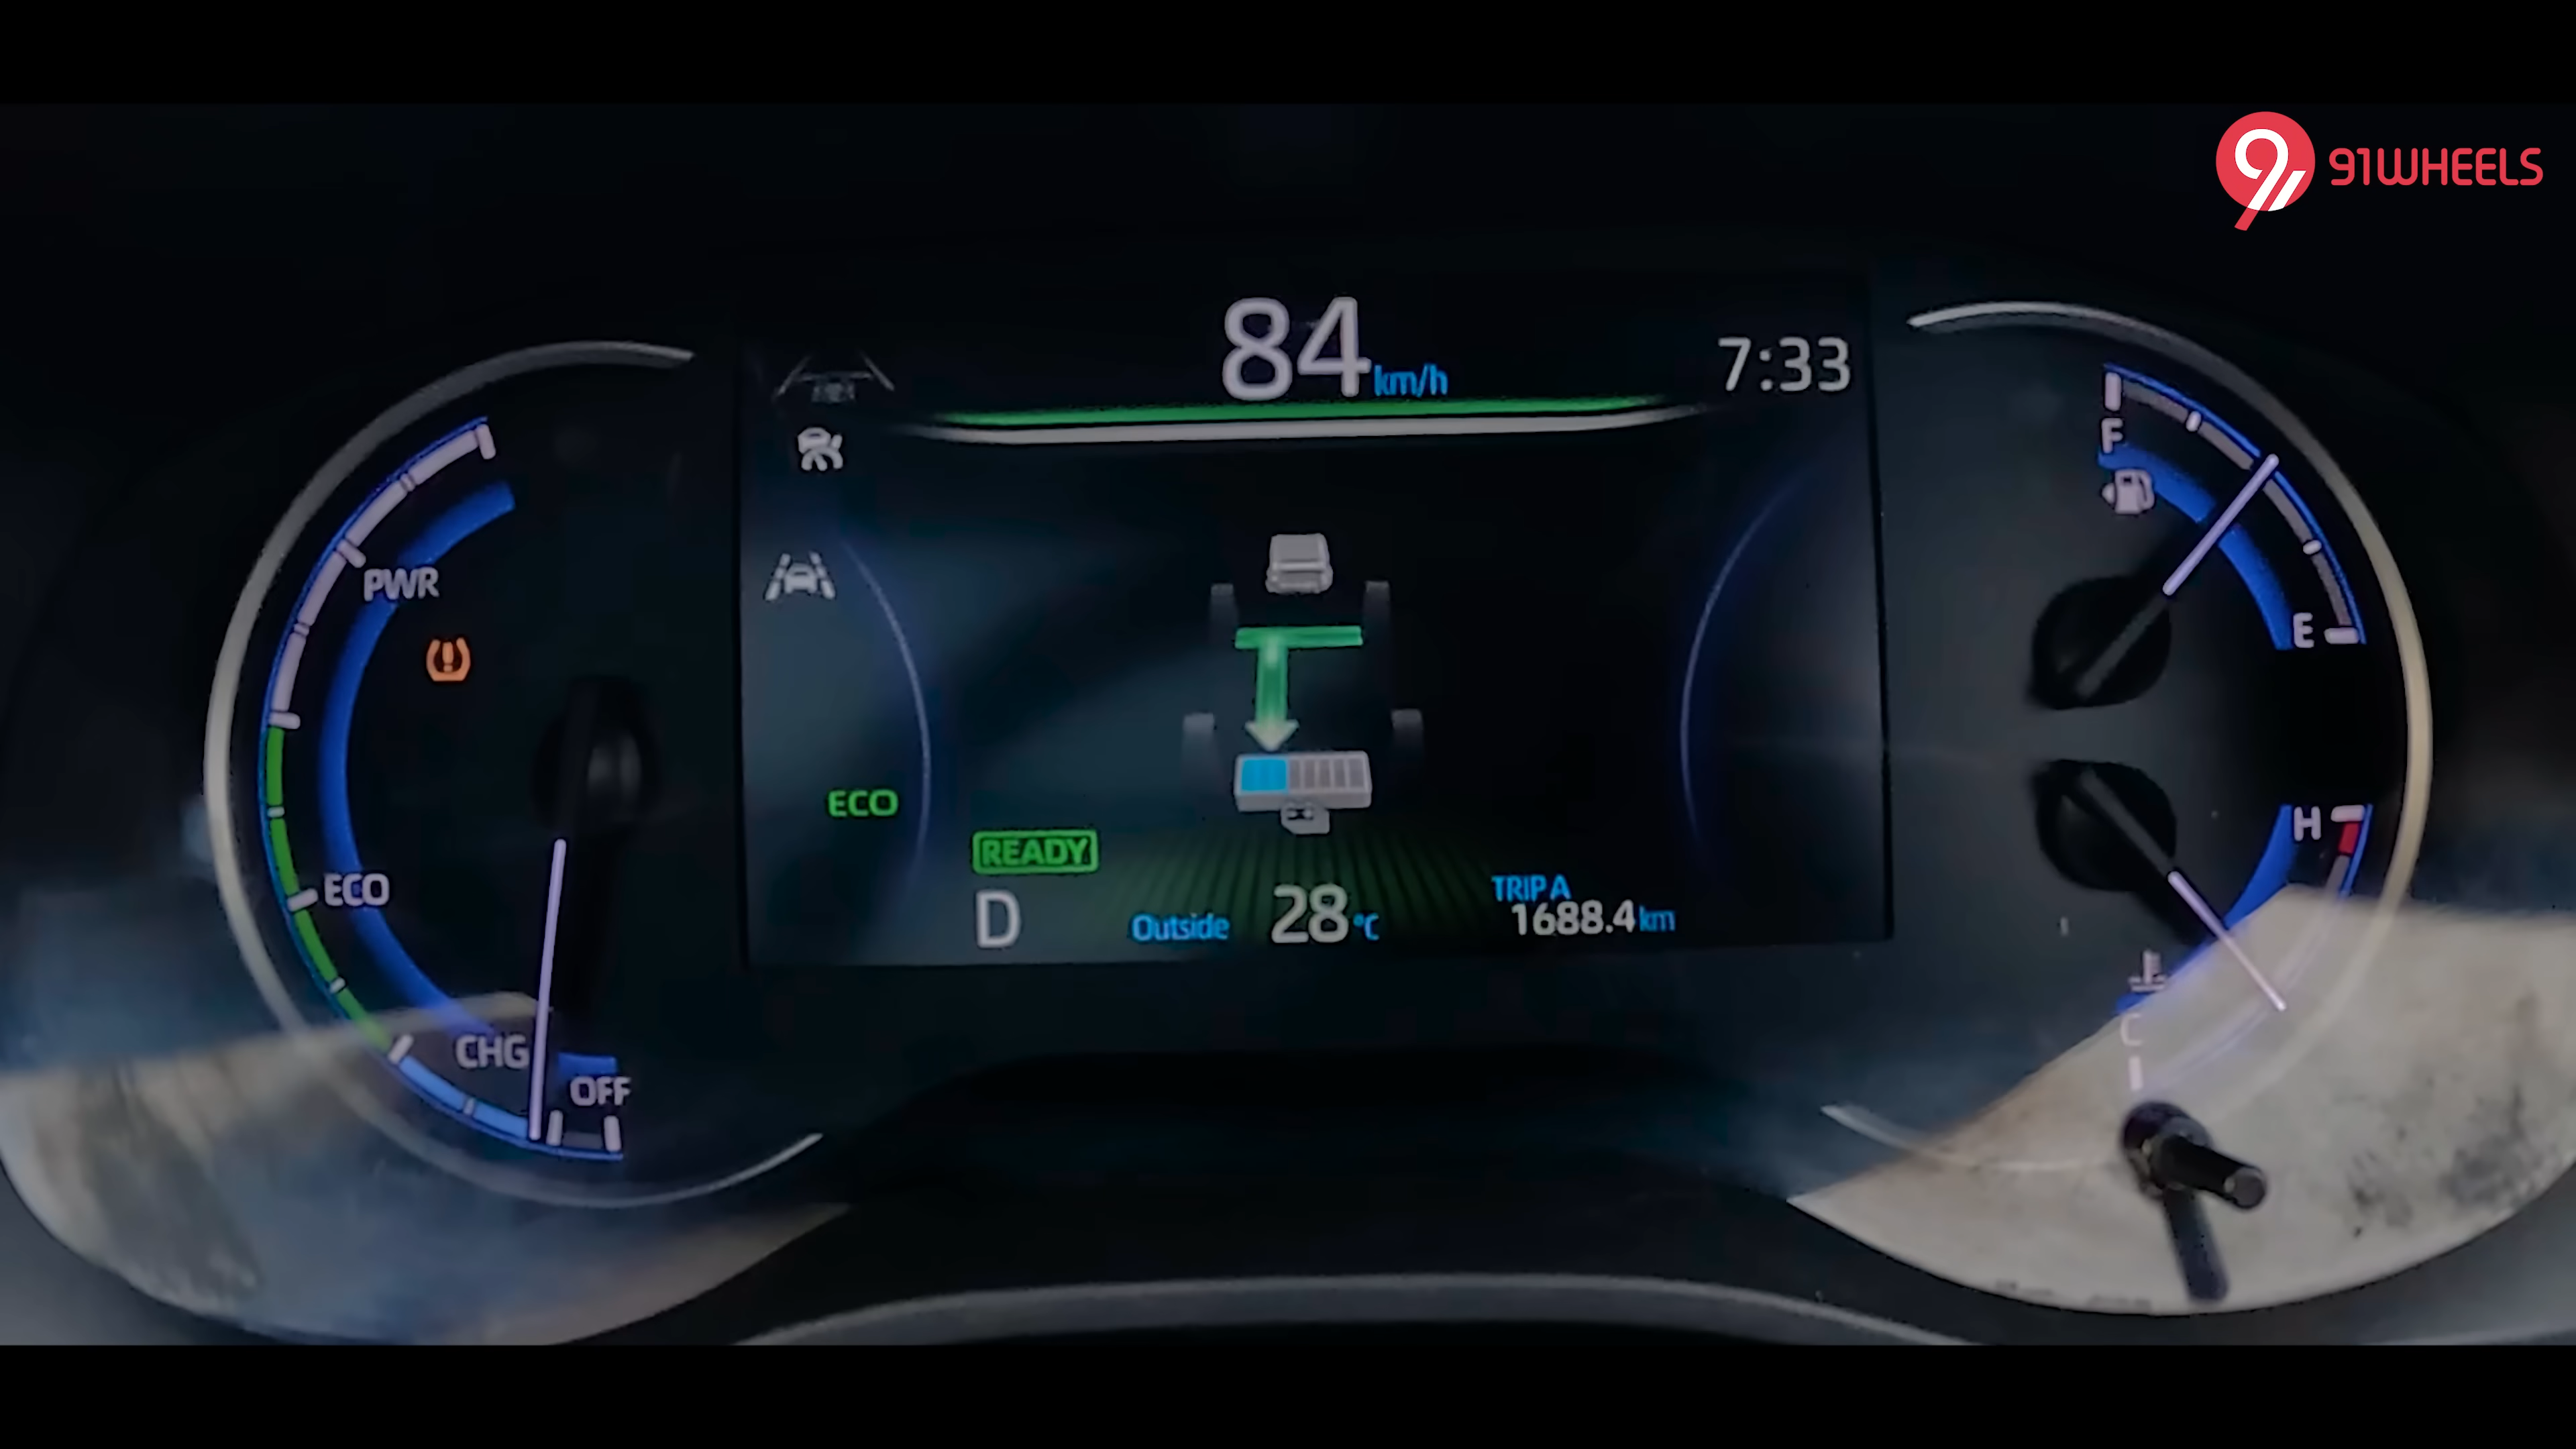 91WHEELS
84 km/h
7:33
F
PWR
E
ECO
H
READY
ECO
D
Outside 28°C
TRIP A
1688.4 km
C
CHG
OFF